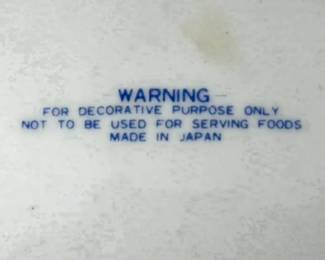 WARNING
FOR DECORATIVE PURPOSE ONLY
NOT TO BE USED FOR SERVING FOODS
MADE IN JAPAN